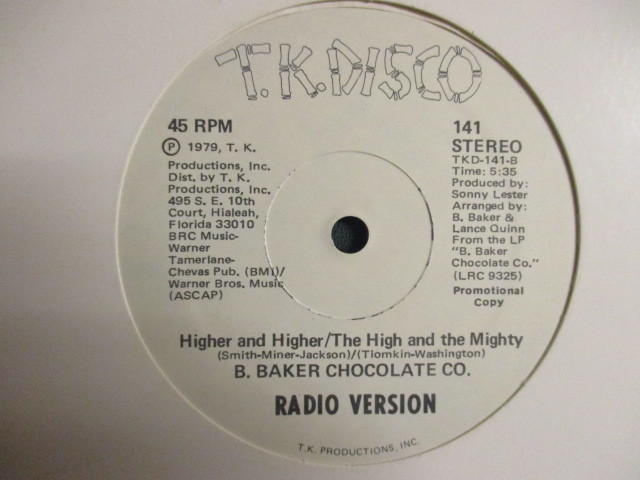 T.K.DISCO
45 RPM
Ⓟ 1979, T. K.
Productions, Inc.
Dist. by T. K.
Productions, Inc.
495 S. E. 10th
Court, Hialeah,
Florida 33010
BRC Music-
Warner
Tamerlane-
Chevas Pub. (BMI)/
Warner Bros. Music
(ASCAP)
141
STEREO
TKD-141-B
Time: 5:35
Produced by:
Sonny Lester
Arranged by:
B. Baker &
Lance Quinn
From the LP
"B. Baker
Chocolate Co."
(LRC 9325)
Promotional
Copy
Higher and Higher/The High and the Mighty
(Smith-Miner-Jackson)/(Tiomkin-Washington)
B. BAKER CHOCOLATE CO.
RADIO VERSION
T.K. PRODUCTIONS, INC.